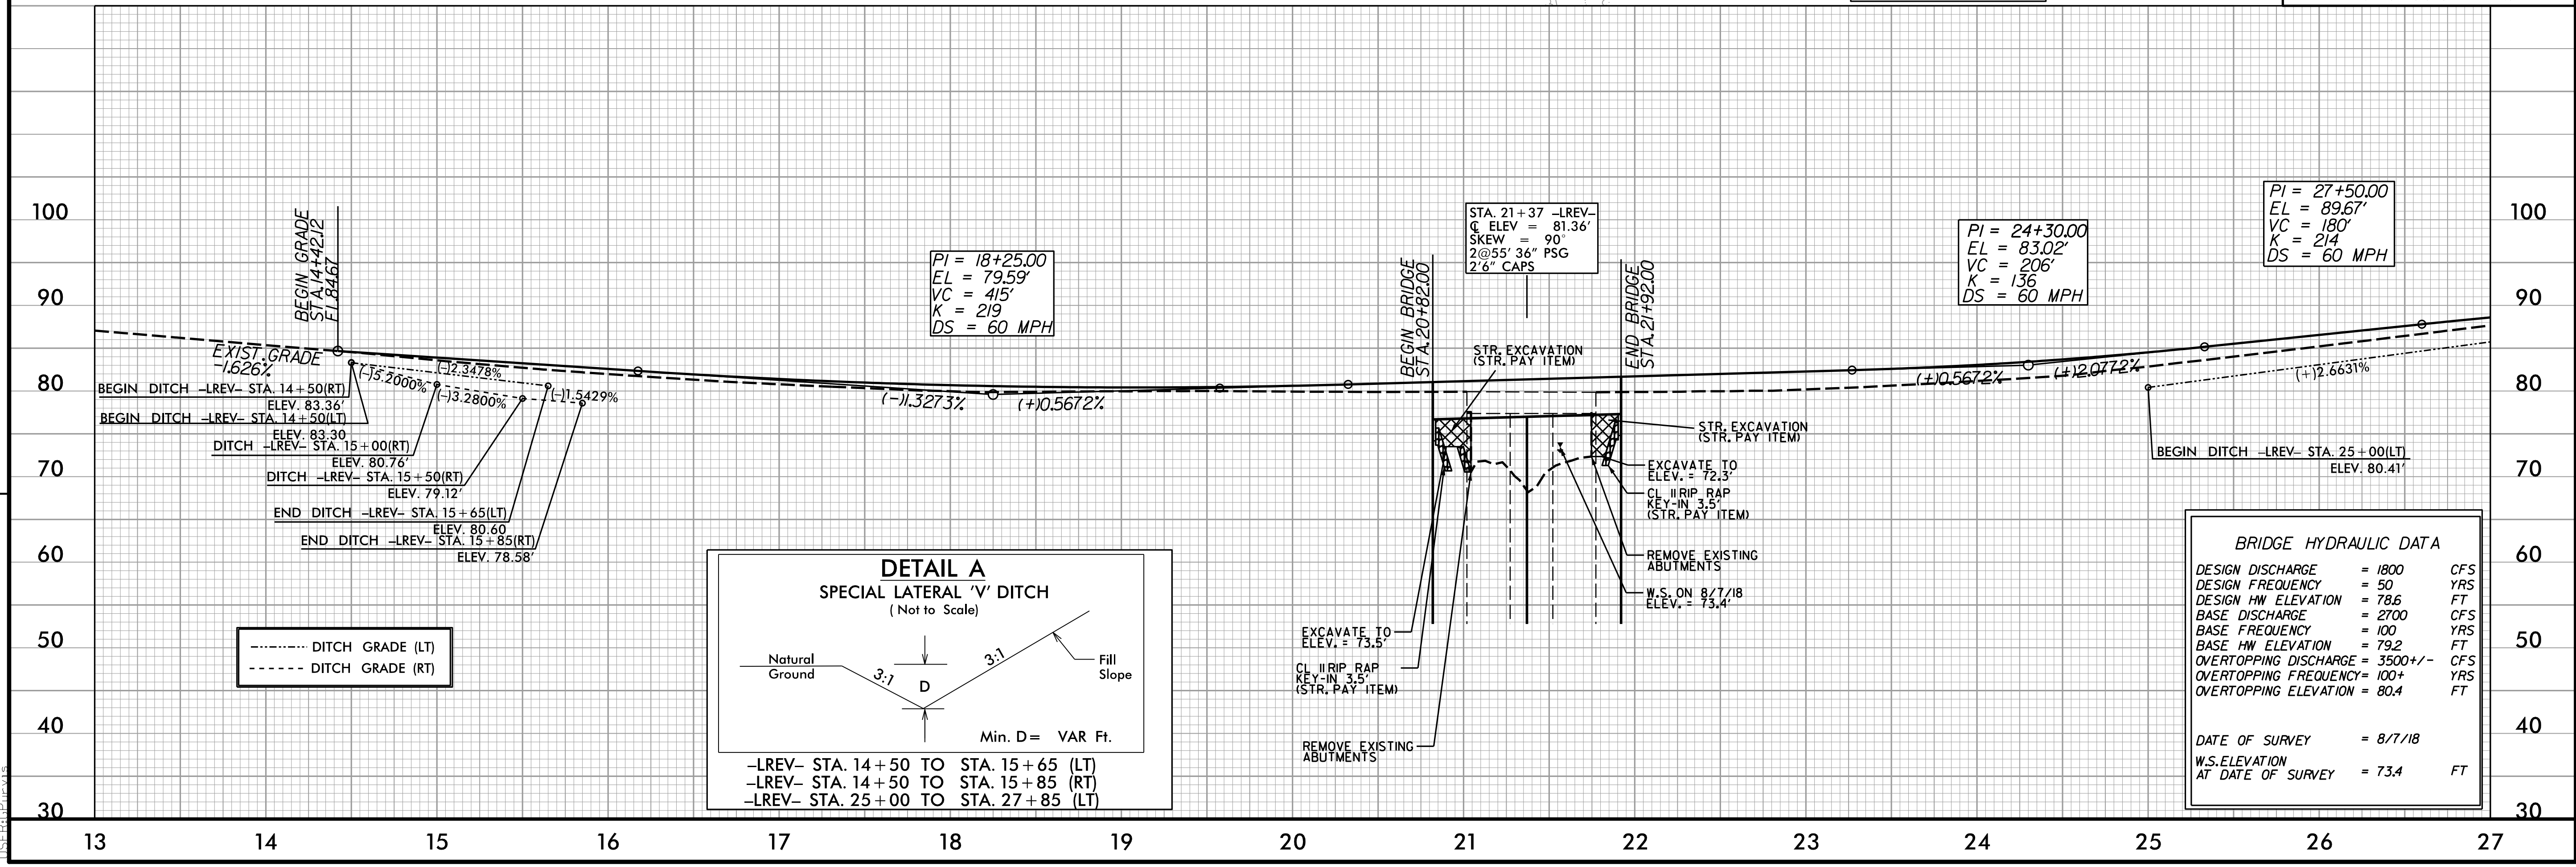 BEGIN GRADE
STA.14+42.12
EL.84.67
EXIST.GRADE
-1.626%
BEGIN DITCH –LREV– STA. 14+50(RT)
ELEV. 83.36'
BEGIN DITCH –LREV– STA. 14+50(LT)
ELEV. 83.30
DITCH –LREV– STA. 15+00(RT)
ELEV. 80.76'
DITCH –LREV– STA. 15+50(RT)
ELEV. 79.12'
END DITCH –LREV– STA. 15+65(LT)
ELEV. 80.60
END DITCH –LREV– STA. 15+85(RT)
ELEV. 78.58'
(-)5.2000%
(-)2.3478%
(-)3.2800%
(-)1.5429%
PI = 18+25.00
EL = 79.59'
VC = 415'
K = 219
DS = 60 MPH
(-)1.3273%
(+)0.5672%
BEGIN BRIDGE
STA.20+82.00
STA. 21+37 –LREV–
℄ ELEV = 81.36'
SKEW = 90°
2@55' 36" PSG
2'6" CAPS
END BRIDGE
STA.21+92.00
STR. EXCAVATION
(STR. PAY ITEM)
STR. EXCAVATION
(STR. PAY ITEM)
EXCAVATE TO
ELEV. = 72.3'
CL II RIP RAP
KEY-IN 3.5'
(STR. PAY ITEM)
REMOVE EXISTING
ABUTMENTS
W.S. ON 8/7/18
ELEV. = 73.4'
EXCAVATE TO
ELEV. = 73.5'
CL II RIP RAP
KEY-IN 3.5'
(STR. PAY ITEM)
REMOVE EXISTING
ABUTMENTS
PI = 24+30.00
EL = 83.02'
VC = 206'
K = 136
DS = 60 MPH
(+)0.5672%
(+)2.0772%
PI = 27+50.00
EL = 89.67'
VC = 180'
K = 214
DS = 60 MPH
(+)2.6631%
BEGIN DITCH –LREV– STA. 25+00(LT)
ELEV. 80.41'
DITCH GRADE (LT)
DITCH GRADE (RT)
DETAIL A
SPECIAL LATERAL 'V' DITCH
( Not to Scale)
Natural
Ground
3:1
D
3:1
Fill
Slope
Min. D= VAR Ft.
–LREV– STA. 14+50 TO STA. 15+65 (LT)
–LREV– STA. 14+50 TO STA. 15+85 (RT)
–LREV– STA. 25+00 TO STA. 27+85 (LT)
BRIDGE HYDRAULIC DATA
DESIGN DISCHARGE = 1800 CFS
DESIGN FREQUENCY = 50 YRS
DESIGN HW ELEVATION = 78.6 FT
BASE DISCHARGE = 2700 CFS
BASE FREQUENCY = 100 YRS
BASE HW ELEVATION = 79.2 FT
OVERTOPPING DISCHARGE = 3500+/- CFS
OVERTOPPING FREQUENCY= 100+ YRS
OVERTOPPING ELEVATION = 80.4 FT
DATE OF SURVEY = 8/7/18
W.S.ELEVATION
AT DATE OF SURVEY = 73.4 FT
100 100
90 90
80 80
70 70
60 60
50 50
40 40
30 30
13 14 15 16 17 18 19 20 21 22 23 24 25 26 27